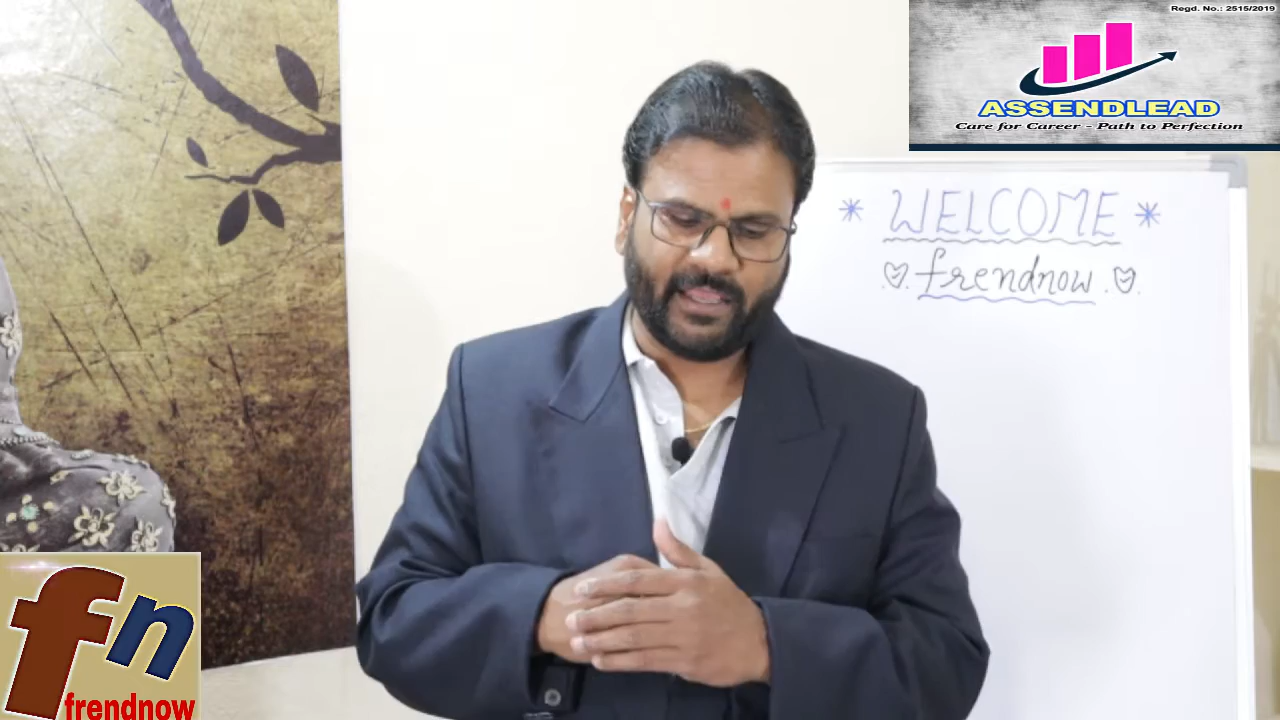 Regd. No.: 2515/2019
ASSENDLEAD
Care for Career - Path to Perfection
* WELCOME *
frendnow
fn
frendnow